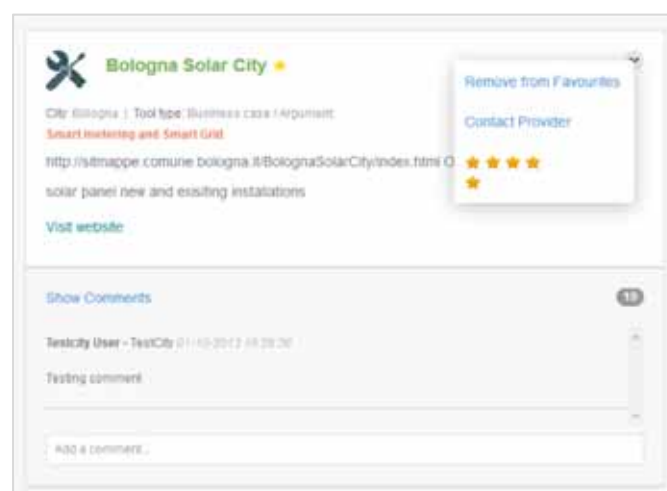 Bologna Solar City
Remove from Favourites
Contact Provider
City: Bologna | Tool type: Business case / Argument
Smart metering and Smart Grid
http://sitmappe.comune.bologna.it/BolognaSolarCity/index.html O
solar panel new and exisiting installations
Visit website
Show Comments
Testcity User - TestCity
Testing comment
Add a comment...